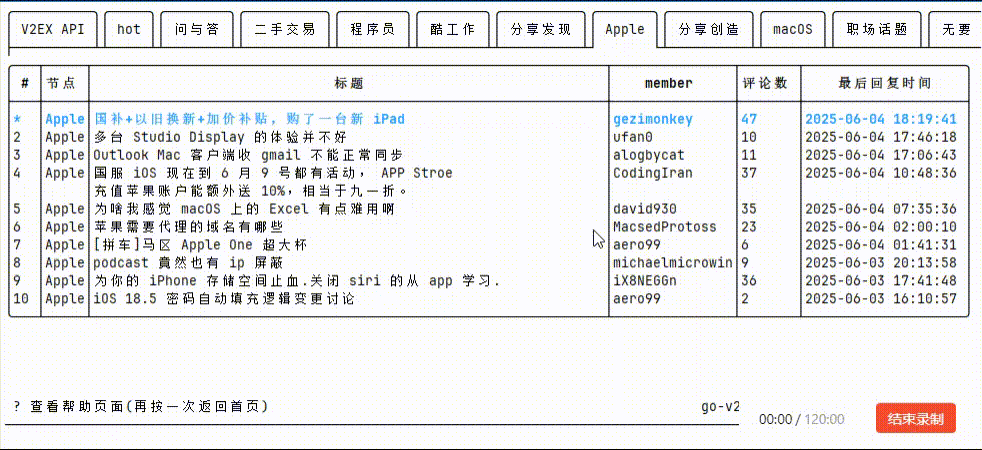 V2EX API hot 问与答 二手交易 程序员 酷工作 分享发现 Apple 分享创造 macOS 职场话题 无要
# 节点 标题 member 评论数 最后回复时间
* Apple 国补+以旧换新+加价补贴，购了一台新 iPad gezimonkey 47 2025-06-04 18:19:41
2 Apple 多台 Studio Display 的体验并不好 ufan0 10 2025-06-04 17:46:18
3 Apple Outlook Mac 客户端收 gmail 不能正常同步 alogbycat 11 2025-06-04 17:06:43
4 Apple 国服 iOS 现在到 6 月 9 号都有活动， APP Stroe CodingIran 37 2025-06-04 10:48:36
充值苹果账户能额外送 10%，相当于九一折。
5 Apple 为啥我感觉 macOS 上的 Excel 有点难用啊 david930 35 2025-06-04 07:35:36
6 Apple 苹果需要代理的域名有哪些 MacsedProtoss 23 2025-06-04 02:00:10
7 Apple [拼车]马 Apple One 超大杯 aero99 6 2025-06-04 01:41:31
8 Apple podcast 竟然也有 ip 屏蔽 michaelmicrowin 9 2025-06-03 20:13:58
9 Apple 为你的 iPhone 存储空间止血.关闭 siri 的从 app 学习. iX8NEGGn 36 2025-06-03 17:41:48
10 Apple iOS 18.5 密码自动填充逻辑变更讨论 aero99 2 2025-06-03 16:10:57
? 查看帮助页面(再按一次返回首页) go-v2
00:00 / 120:00 结束录制